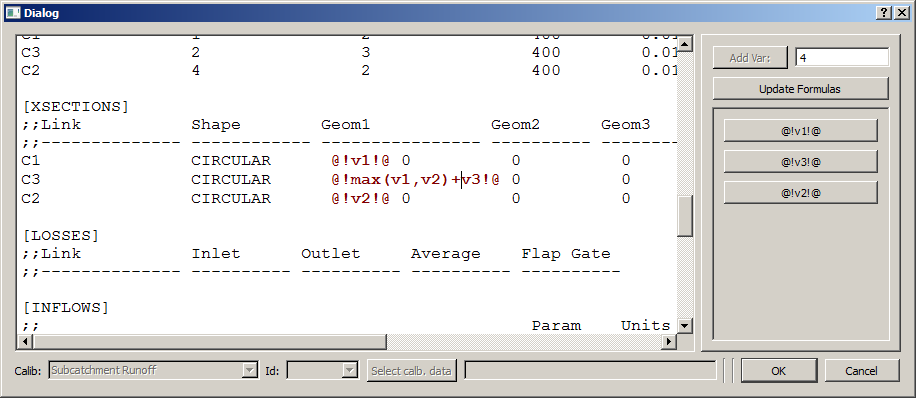 Dialog
C1 1 2 400 0.01
C3 2 3 400 0.01
C2 4 2 400 0.01
[XSECTIONS]
;;Link Shape Geom1 Geom2 Geom3
;;-------------- ------------ ---------------- ---------- ----------
C1 CIRCULAR @!v1!@ 0 0 0
C3 CIRCULAR @!max(v1,v2)+v3!@ 0 0
C2 CIRCULAR @!v2!@ 0 0 0
[LOSSES]
;;Link Inlet Outlet Average Flap Gate
;;-------------- ---------- ---------- ---------- ----------
[INFLOWS]
;; Param Units
Add Var: 4
Update Formulas
@!v1!@
@!v3!@
@!v2!@
Calib: Subcatchment Runoff Id: Select calb. data OK Cancel